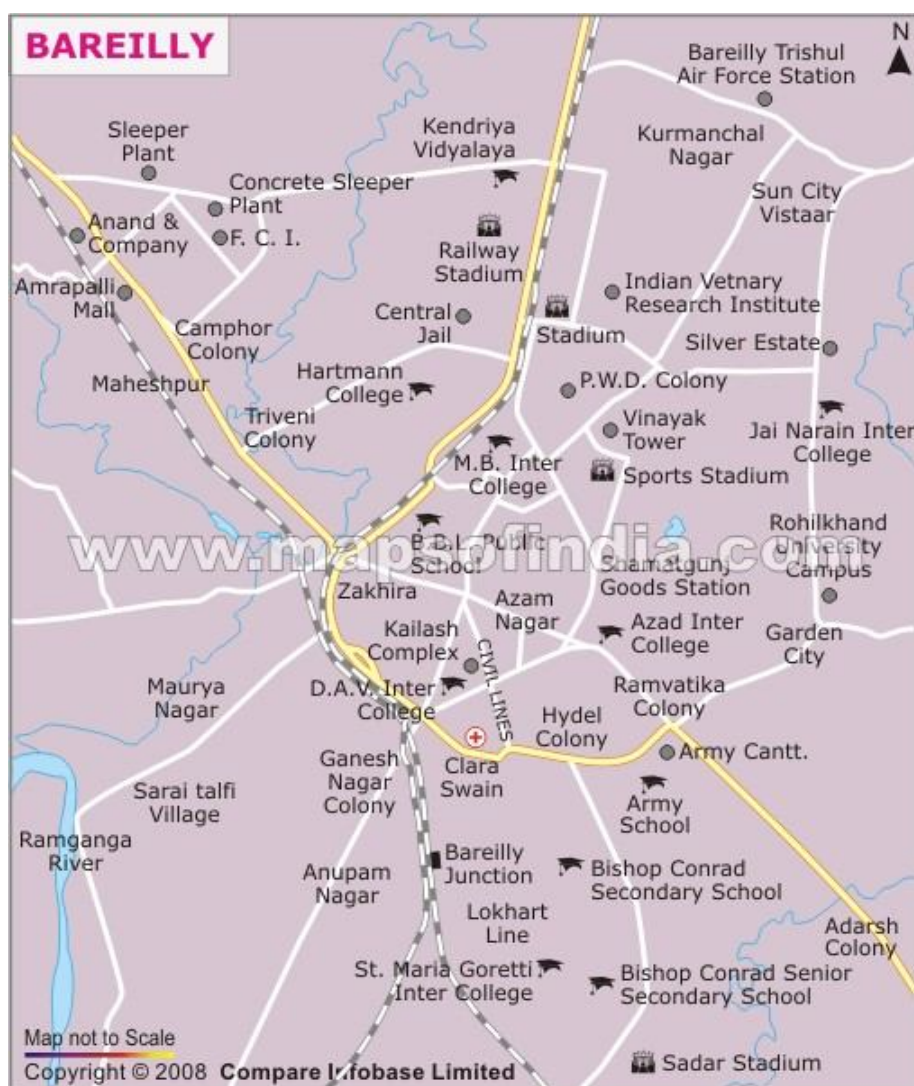 BAREILLY
N
Bareilly Trishul
Air Force Station
Sleeper
Plant
Kendriya
Vidyalaya
Kurmanchal
Nagar
Concrete Sleeper
Plant
Sun City
Vistaar
Anand &
Company
F. C. I.
Railway
Stadium
Amrapalli
Mall
Indian Vetnary
Research Institute
Central
Jail
Stadium
Camphor
Colony
Silver Estate
Maheshpur
Hartmann
College
P.W.D. Colony
Triveni
Colony
Vinayak
Tower
Jai Narain Inter
College
M.B. Inter
College
Sports Stadium
www.mapsofindia.com
Public
School
Shamatgunj
Goods Station
Rohilkhand
University
Campus
Zakhira
Azam
Nagar
Azad Inter
College
Kailash
Complex
CIVIL LINES
Garden
City
D.A.V. Inter
College
Maurya
Nagar
Ramvatika
Colony
Hydel
Colony
Army Cantt.
Ganesh
Nagar
Colony
Clara
Swain
Sarai talfi
Village
Army
School
Ramganga
River
Bareilly
Junction
Bishop Conrad
Secondary School
Anupam
Nagar
Lokhart
Line
Adarsh
Colony
St. Maria Goretti
Inter College
Bishop Conrad Senior
Secondary School
Map not to Scale
Sadar Stadium
Copyright © 2008 Compare Infobase Limited